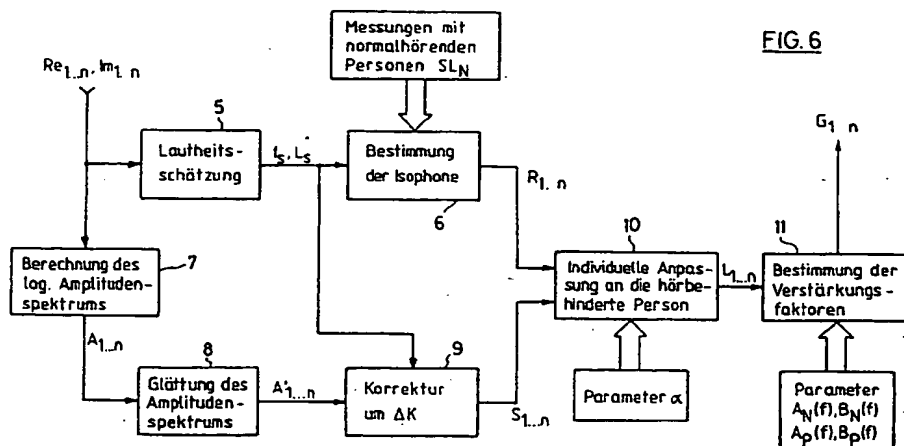 FIG. 6
Messungen mit
normalhörenden
Personen SL_N
Re_1...n, Im_1...n
G_1 n
5
Lautheits-
schätzung
f_s, L_s
Bestimmung
der Isophone
6
R_1...n
Berechnung des
log. Amplituden-
spektrums
7
10
Individuelle Anpas-
sung an die hörbe-
hinderte Person
L_1...n
11
Bestimmung der
Verstärkungs-
faktoren
A_1...n
8
Glättung des
Amplituden-
spektrums
A'_1...n
9
Korrektur
um ΔK
S_1...n
Parameter α
Parameter
A_N(f), B_N(f)
A_P(f), B_P(f)